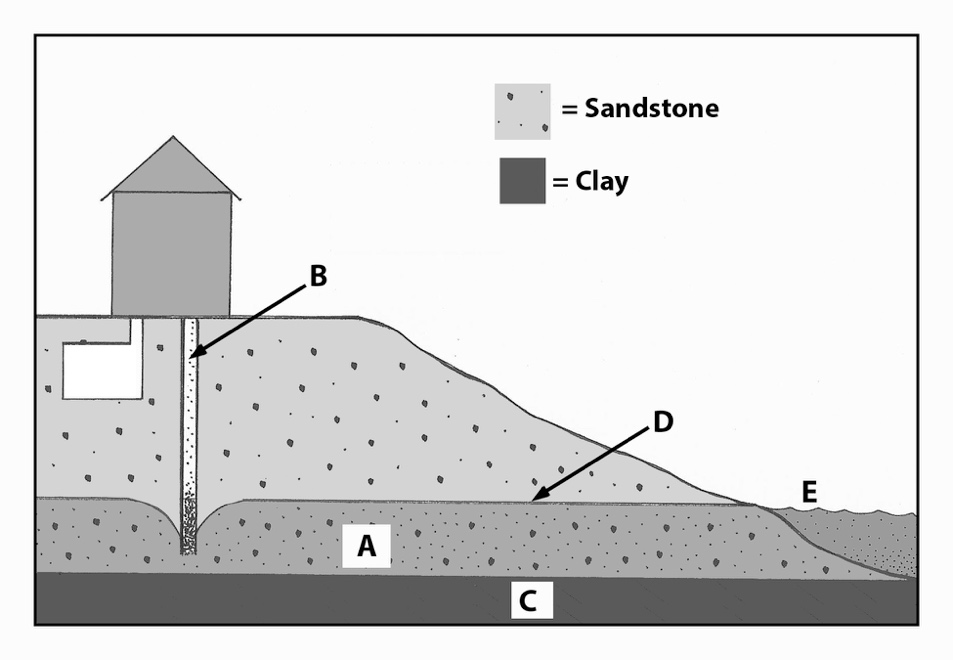 = Sandstone
= Clay
B
D
E
A
C